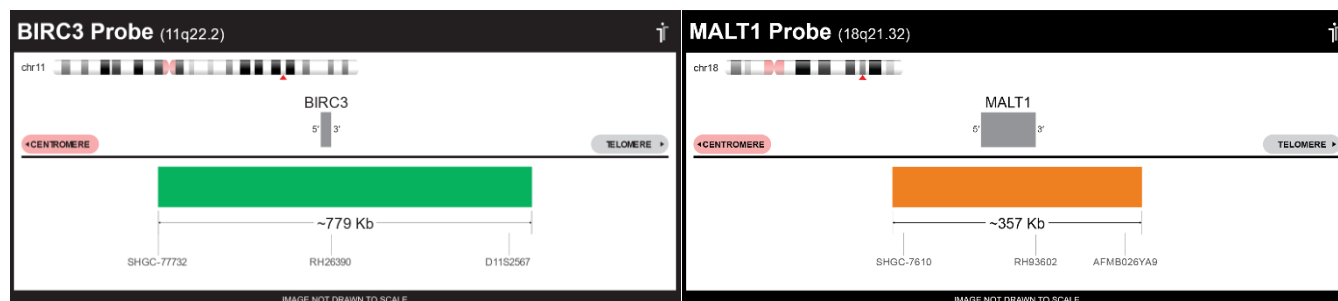 BIRC3 Probe (11q22.2)
chr11
BIRC3
5' 3'
CENTROMERE TELOMERE
~779 Kb
SHGC-77732 RH26390 D11S2567
IMAGE NOT DRAWN TO SCALE
MALT1 Probe (18q21.32)
chr18
MALT1
5' 3'
CENTROMERE TELOMERE
~357 Kb
SHGC-7610 RH93602 AFMB026YA9
IMAGE NOT DRAWN TO SCALE